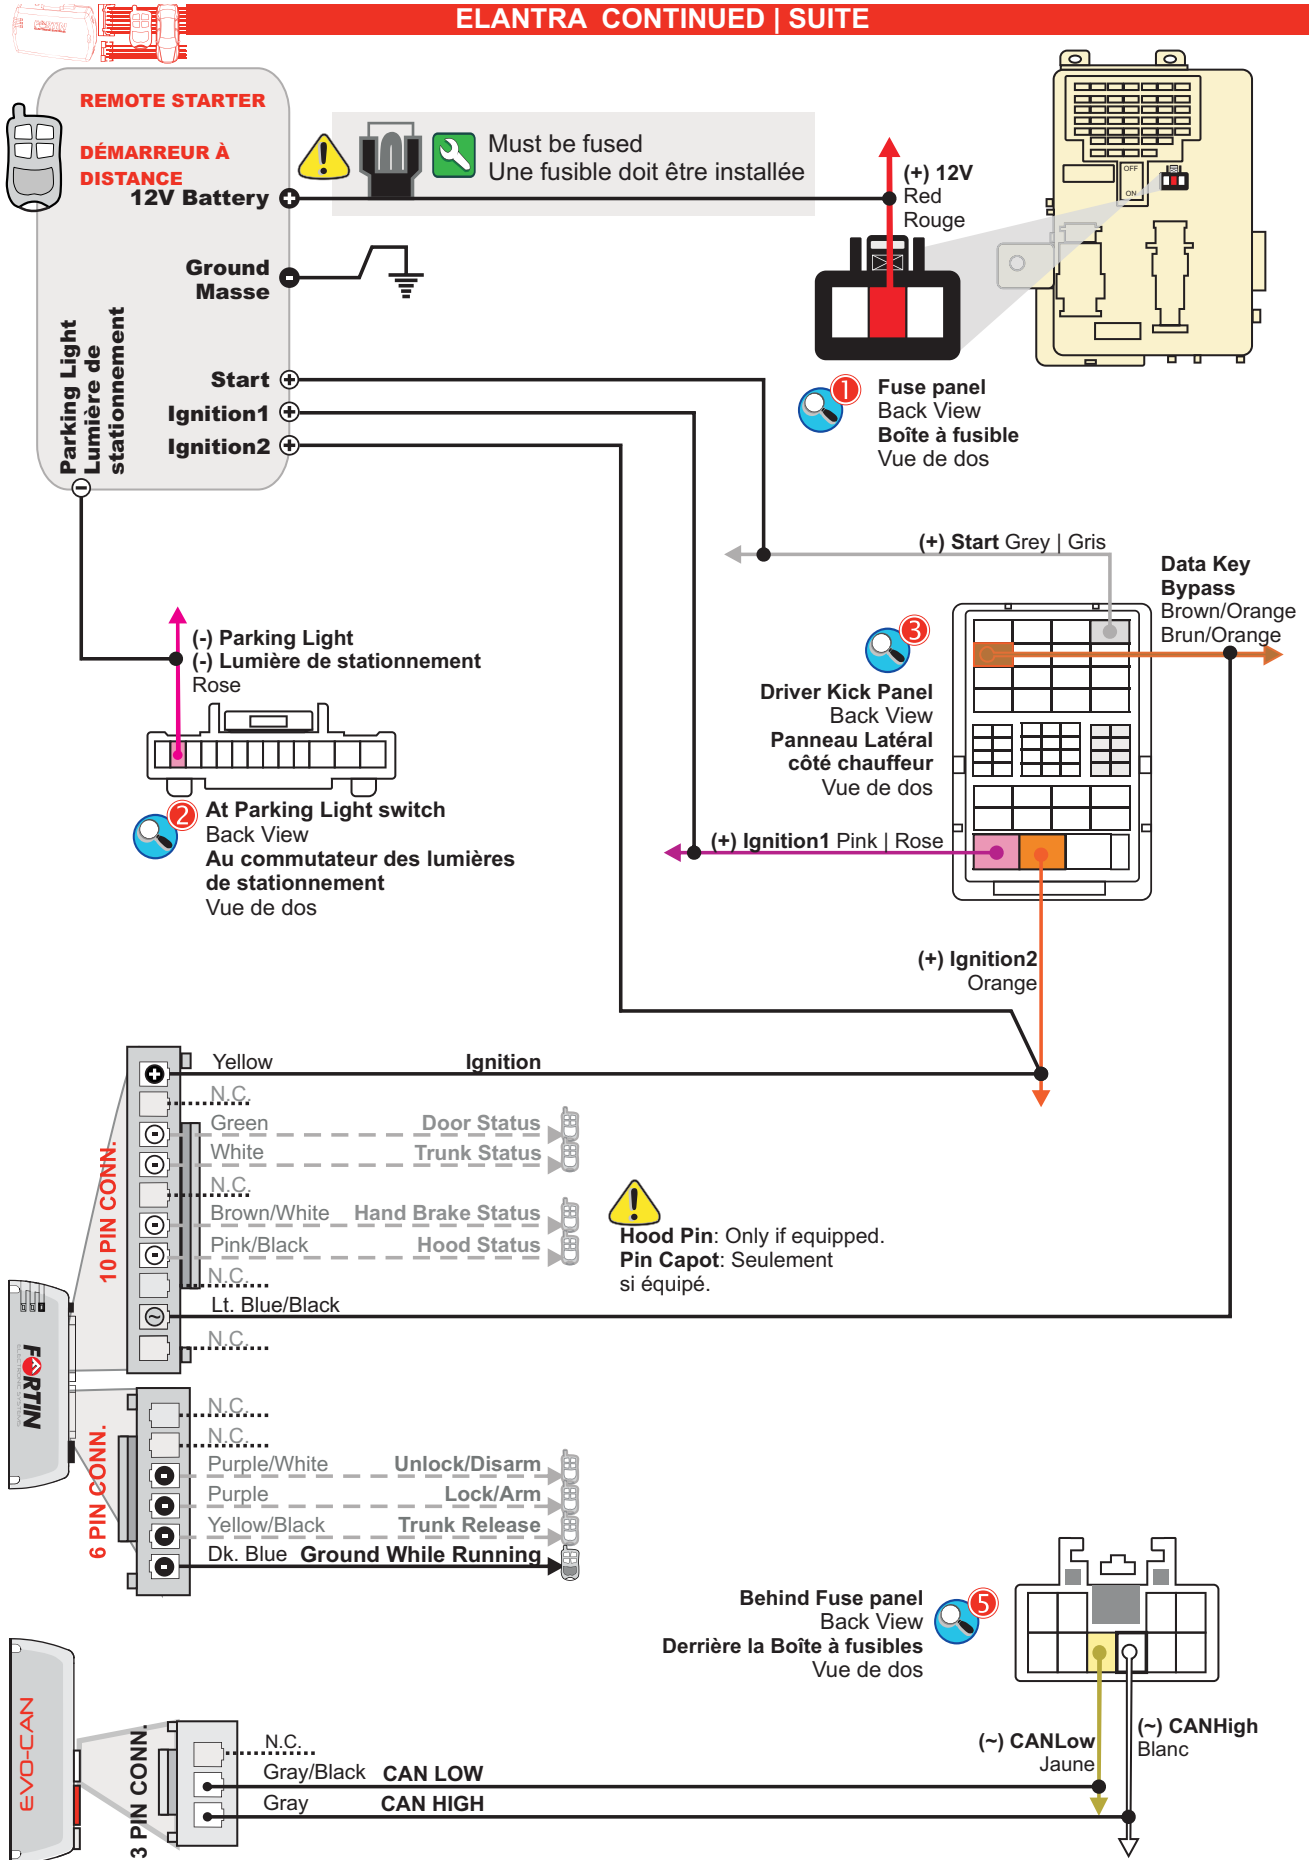 ELANTRA CONTINUED | SUITE
REMOTE STARTER
DÉMARREUR À
DISTANCE
12V Battery
Ground
Masse
Start
Ignition1
Ignition2
Parking Light
Lumière de
stationnement
Must be fused
Une fusible doit être installée
(+) 12V
Red
Rouge
OFF
ON
1
Fuse panel
Back View
Boîte à fusible
Vue de dos
(+) Start Grey | Gris
Data Key
Bypass
Brown/Orange
Brun/Orange
3
Driver Kick Panel
Back View
Panneau Latéral
côté chauffeur
Vue de dos
(-) Parking Light
(-) Lumière de stationnement
Rose
2
At Parking Light switch
Back View
Au commutateur des lumières
de stationnement
Vue de dos
(+) Ignition1 Pink | Rose
(+) Ignition2
Orange
10 PIN CONN.
Yellow Ignition
N.C.
Green Door Status
White Trunk Status
N.C.
Brown/White Hand Brake Status
Pink/Black Hood Status
N.C.
Lt. Blue/Black
N.C.
Hood Pin: Only if equipped.
Pin Capot: Seulement
si équipé.
FORTIN
ELECTRONIC SYSTEMS
6 PIN CONN.
N.C.
N.C.
Purple/White Unlock/Disarm
Purple Lock/Arm
Yellow/Black Trunk Release
Dk. Blue Ground While Running
5
Behind Fuse panel
Back View
Derrière la Boîte à fusibles
Vue de dos
(~) CANLow
Jaune
(~) CANHigh
Blanc
EVO-CAN
3 PIN CONN.
N.C.
Gray/Black CAN LOW
Gray CAN HIGH